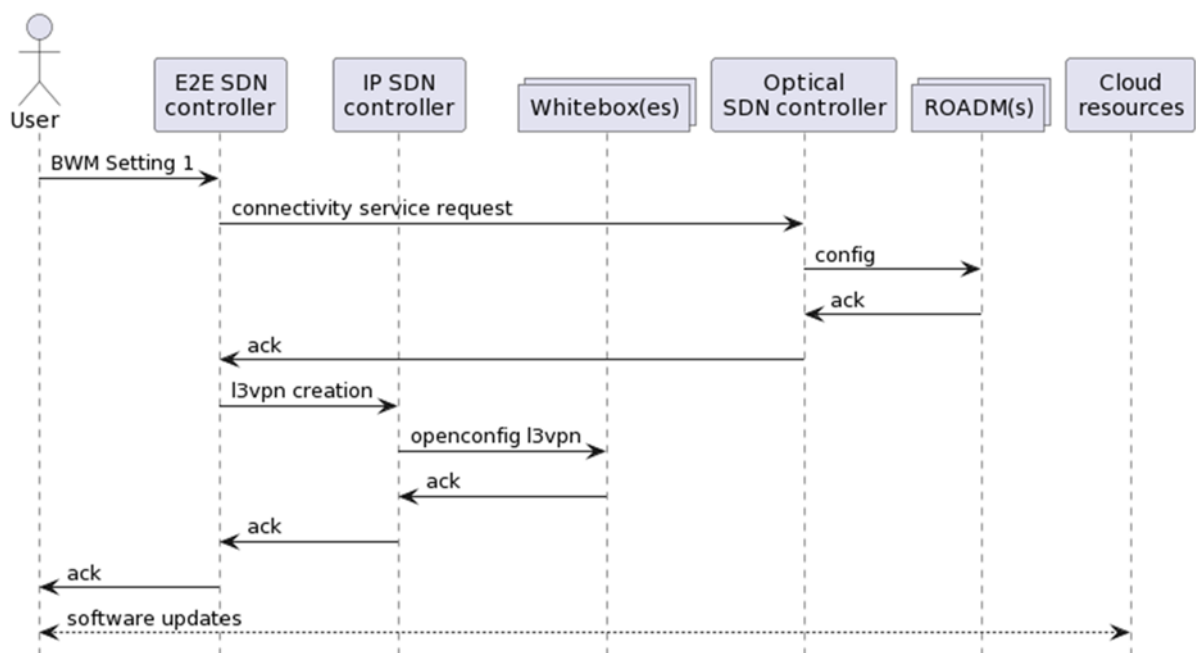 User
E2E SDN
controller
IP SDN
controller
Whitebox(es)
Optical
SDN controller
ROADM(s)
Cloud
resources
BWM Setting 1
connectivity service request
config
ack
ack
l3vpn creation
openconfig l3vpn
ack
ack
ack
software updates